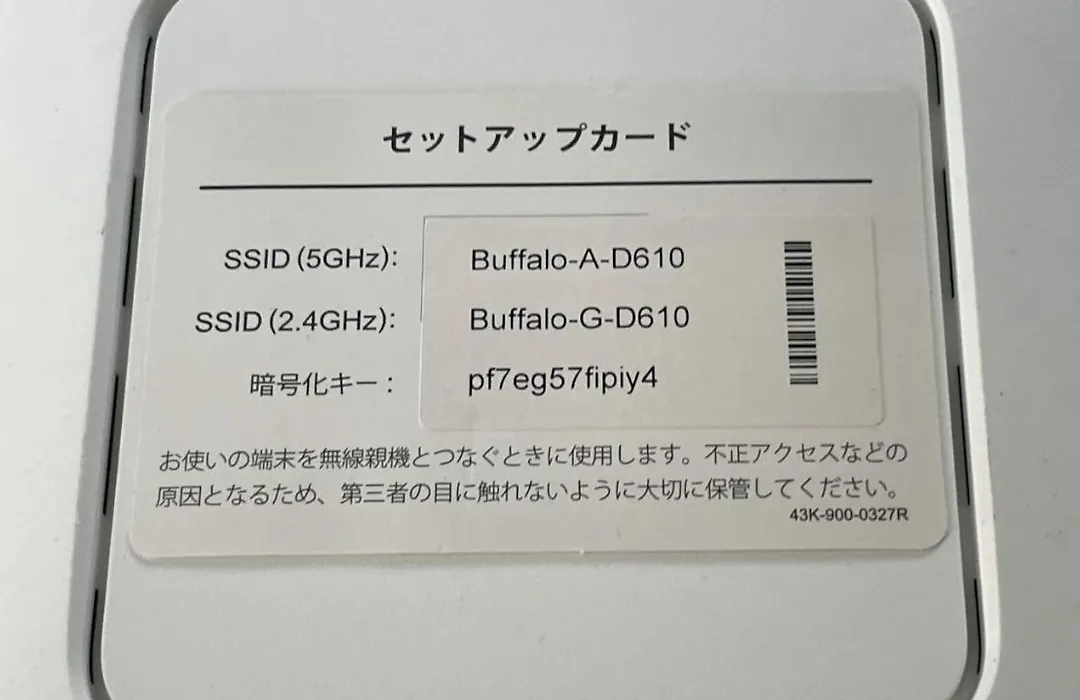 セットアップカード
SSID (5GHz): Buffalo-A-D610
SSID (2.4GHz): Buffalo-G-D610
暗号化キー: pf7eg57fipiy4
お使いの端末を無線親機とつなぐときに使用します。不正アクセスなどの
原因となるため、第三者の目に触れないように大切に保管してください。
43K-900-0327R